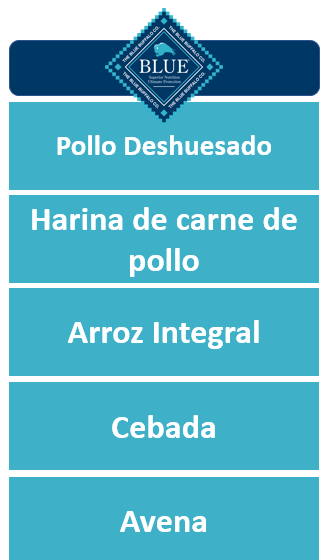 THE BLUE BUFFALO CO.
THE BLUE BUFFALO CO.
BLUE
Superior Nutrition
Ultimate Protection
THE BLUE BUFFALO CO.
THE BLUE BUFFALO CO.
Pollo Deshuesado
Harina de carne de
pollo
Arroz Integral
Cebada
Avena